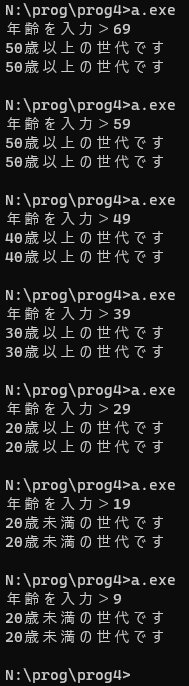 N:\prog\prog4>a.exe
年齢を入力＞69
50歳以上の世代です
50歳以上の世代です
N:\prog\prog4>a.exe
年齢を入力＞59
50歳以上の世代です
50歳以上の世代です
N:\prog\prog4>a.exe
年齢を入力＞49
40歳以上の世代です
40歳以上の世代です
N:\prog\prog4>a.exe
年齢を入力＞39
30歳以上の世代です
30歳以上の世代です
N:\prog\prog4>a.exe
年齢を入力＞29
20歳以上の世代です
20歳以上の世代です
N:\prog\prog4>a.exe
年齢を入力＞19
20歳未満の世代です
20歳未満の世代です
N:\prog\prog4>a.exe
年齢を入力＞9
20歳未満の世代です
20歳未満の世代です
N:\prog\prog4>